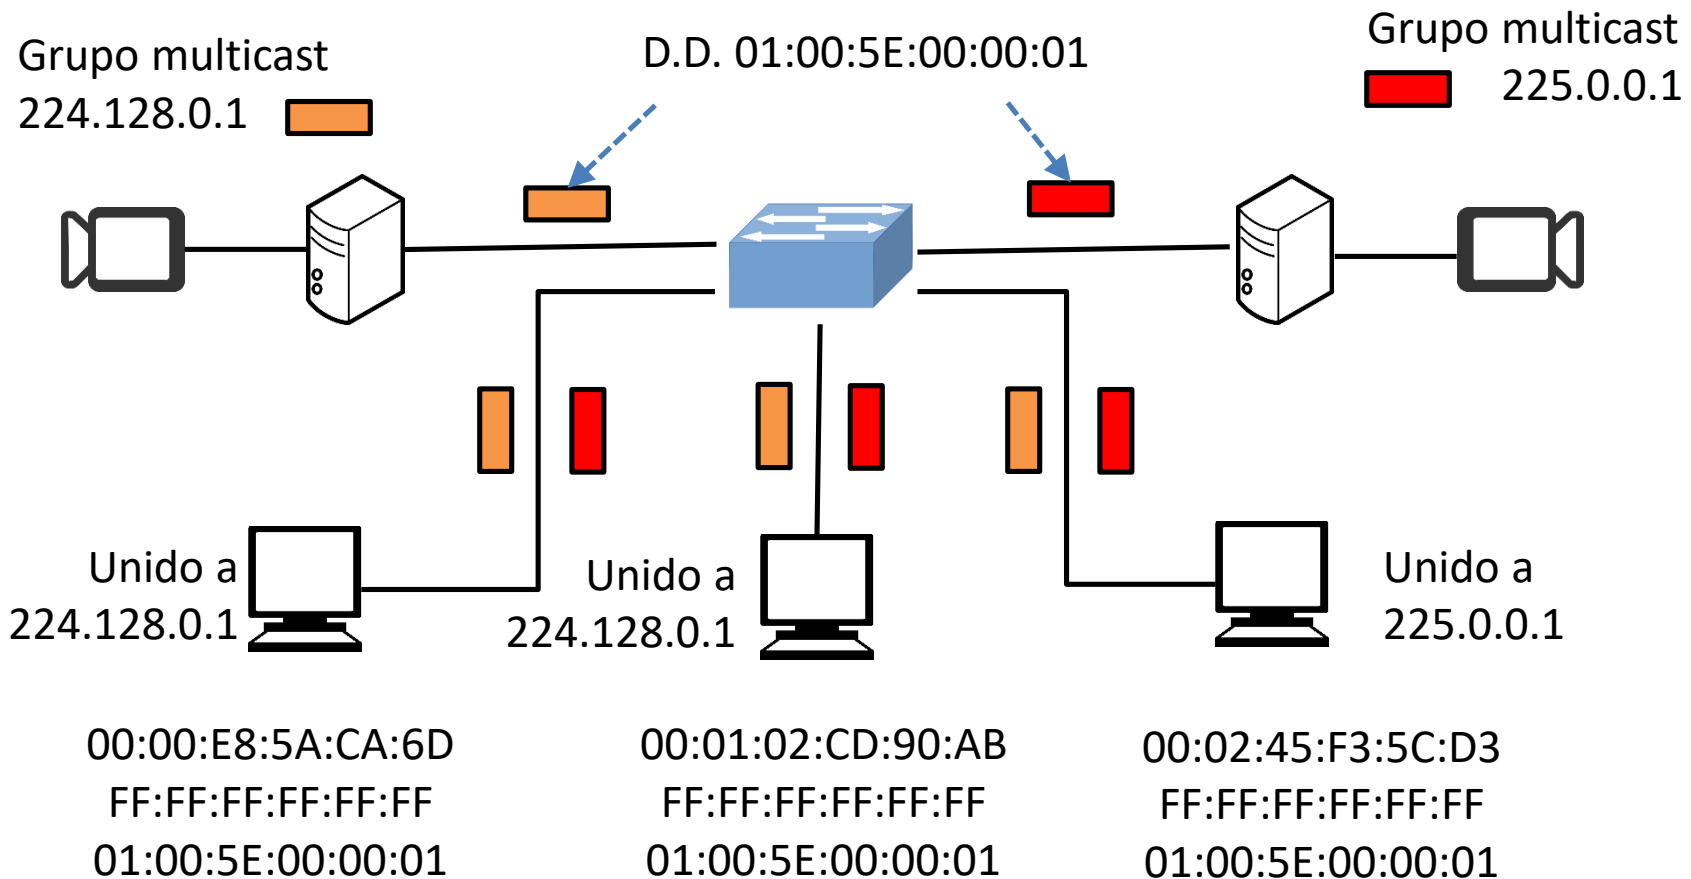 Grupo multicast
224.128.0.1
D.D. 01:00:5E:00:00:01
Grupo multicast
225.0.0.1
Unido a
224.128.0.1
Unido a
224.128.0.1
Unido a
225.0.0.1
00:00:E8:5A:CA:6D
FF:FF:FF:FF:FF:FF
01:00:5E:00:00:01
00:01:02:CD:90:AB
FF:FF:FF:FF:FF:FF
01:00:5E:00:00:01
00:02:45:F3:5C:D3
FF:FF:FF:FF:FF:FF
01:00:5E:00:00:01